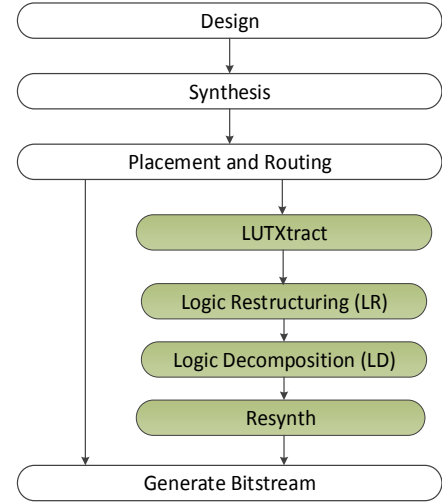 Design
Synthesis
Placement and Routing
LUTXtract
Logic Restructuring (LR)
Logic Decomposition (LD)
Resynth
Generate Bitstream